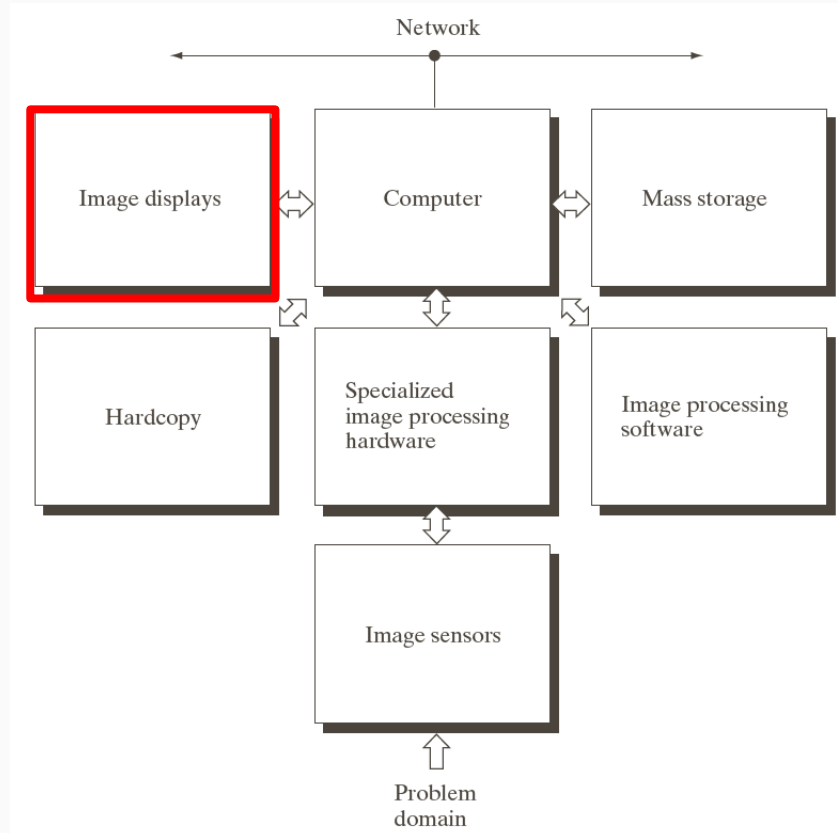 Network
Image displays
Computer
Mass storage
Hardcopy
Specialized
image processing
hardware
Image processing
software
Image sensors
Problem
domain